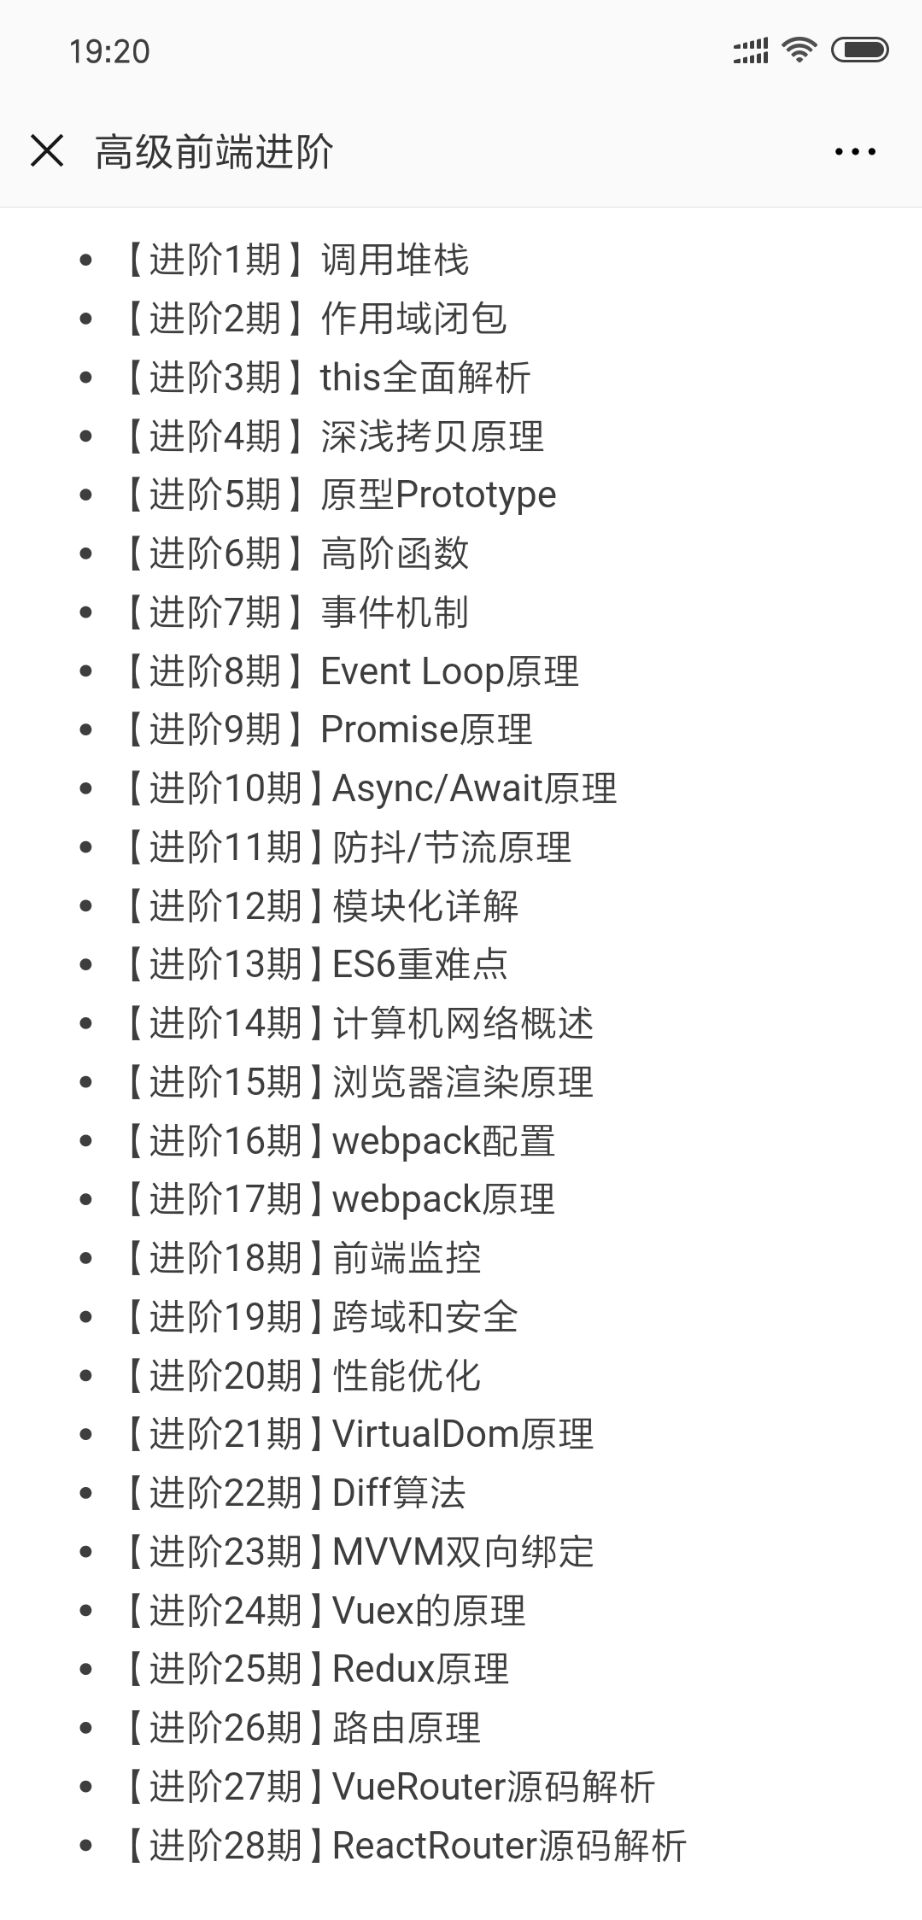 19:20
高级前端进阶
【进阶1期】调用堆栈
【进阶2期】作用域闭包
【进阶3期】this全面解析
【进阶4期】深浅拷贝原理
【进阶5期】原型Prototype
【进阶6期】高阶函数
【进阶7期】事件机制
【进阶8期】Event Loop原理
【进阶9期】Promise原理
【进阶10期】Async/Await原理
【进阶11期】防抖/节流原理
【进阶12期】模块化详解
【进阶13期】ES6重难点
【进阶14期】计算机网络概述
【进阶15期】浏览器渲染原理
【进阶16期】webpack配置
【进阶17期】webpack原理
【进阶18期】前端监控
【进阶19期】跨域和安全
【进阶20期】性能优化
【进阶21期】VirtualDom原理
【进阶22期】Diff算法
【进阶23期】MVVM双向绑定
【进阶24期】Vuex的原理
【进阶25期】Redux原理
【进阶26期】路由原理
【进阶27期】VueRouter源码解析
【进阶28期】ReactRouter源码解析